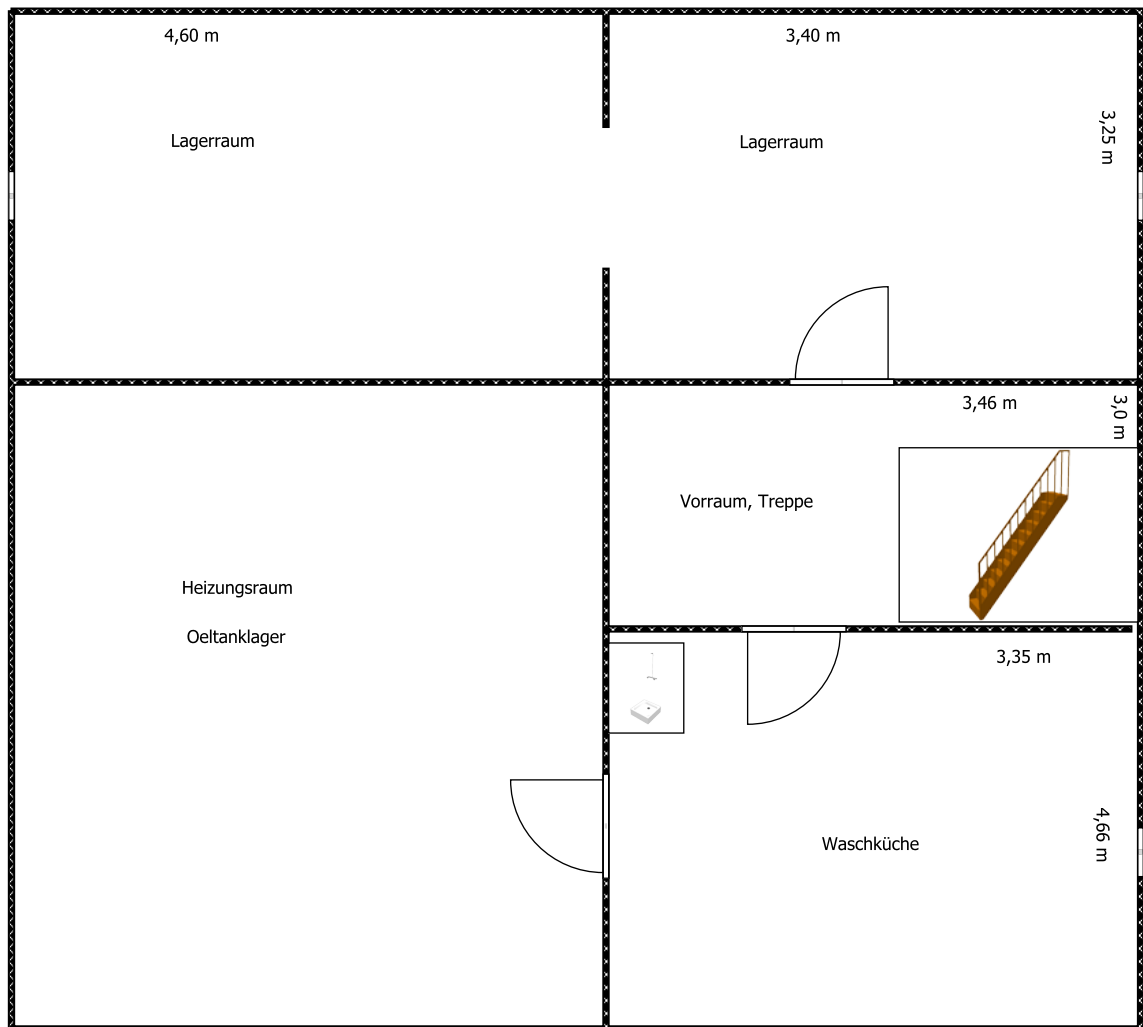 4,60 m
3,40 m
Lagerraum
Lagerraum
3,25 m
3,46 m
3,0 m
Vorraum, Treppe
Heizungsraum
Oeltanklager
3,35 m
Waschküche
4,66 m